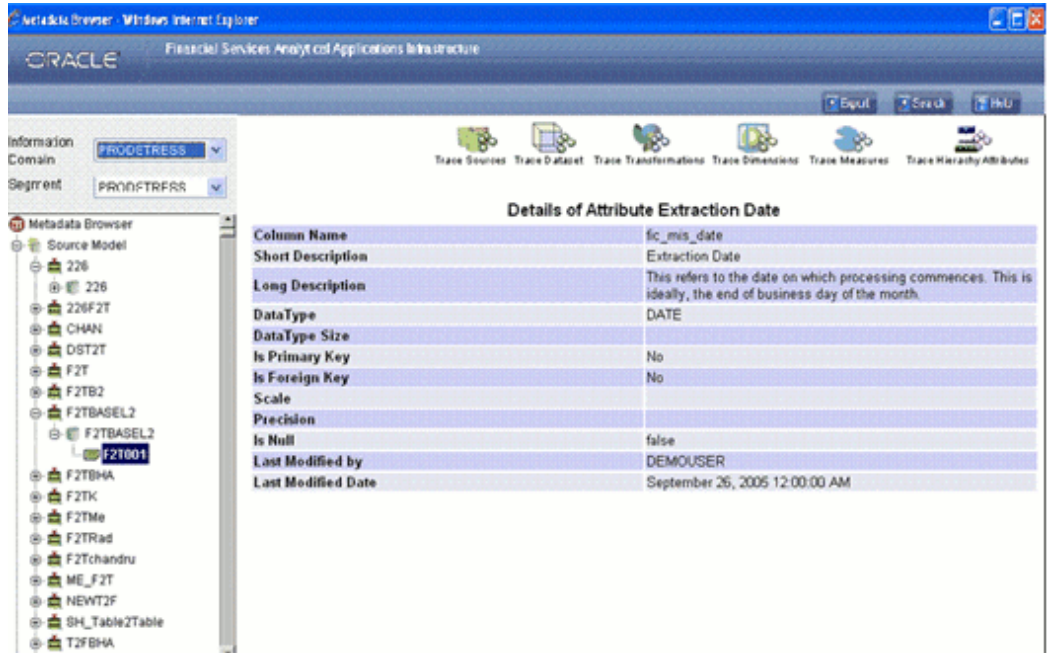 Metadata Browser - Windows Internet Explorer
ORACLE
Financial Services Analytical Applications Infrastructure
Export Search Help
Information Domain
PRODETRESS
Segment
PRODETRESS
Trace Sources Trace Dataset Trace Transformations Trace Dimensions Trace Measures Trace Hierachy Attributes
Metadata Browser
Source Model
226
226
226F2T
CHAN
DST2T
F2T
F2TB2
F2TBASEL2
F2TBASEL2
F2T001
F2TBHA
F2TK
F2TMe
F2TRad
F2Tchandru
ME_F2T
NEWT2F
SH_Table2Table
T2FBHA
Details of Attribute Extraction Date
Column Name fic_mis_date
Short Description Extraction Date
Long Description This refers to the date on which processing commences. This is
ideally, the end of business day of the month.
DataType DATE
DataType Size
Is Primary Key No
Is Foreign Key No
Scale
Precision
Is Null false
Last Modified by DEMOUSER
Last Modified Date September 26, 2005 12:00:00 AM